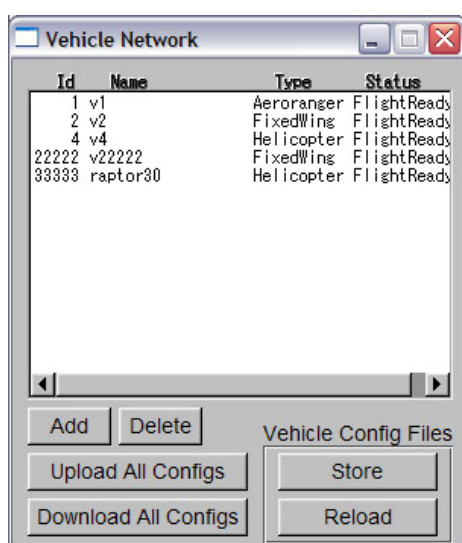 Vehicle Network
Id Name Type Status
1 v1 Aeroranger FlightReady
2 v2 FixedWing FlightReady
4 v4 Helicopter FlightReady
22222 v22222 FixedWing FlightReady
33333 raptor30 Helicopter FlightReady
Add Delete
Vehicle Config Files
Upload All Configs Store
Download All Configs Reload